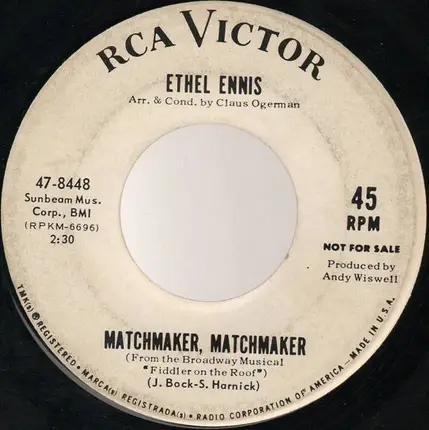 RCA VICTOR
ETHEL ENNIS
Arr. & Cond. by Claus Ogerman
47-8448
Sunbeam Mus.
Corp., BMI
(RPKM-6696)
2:30
45
RPM
NOT FOR SALE
Produced by
Andy Wiswell
MATCHMAKER, MATCHMAKER
(From the Broadway Musical
"Fiddler on the Roof")
(J. Bock-S. Harnick)
TMK(s) ® REGISTERED • MARCA(s) REGISTRADA(s) • RADIO CORPORATION OF AMERICA — MADE IN U.S.A.